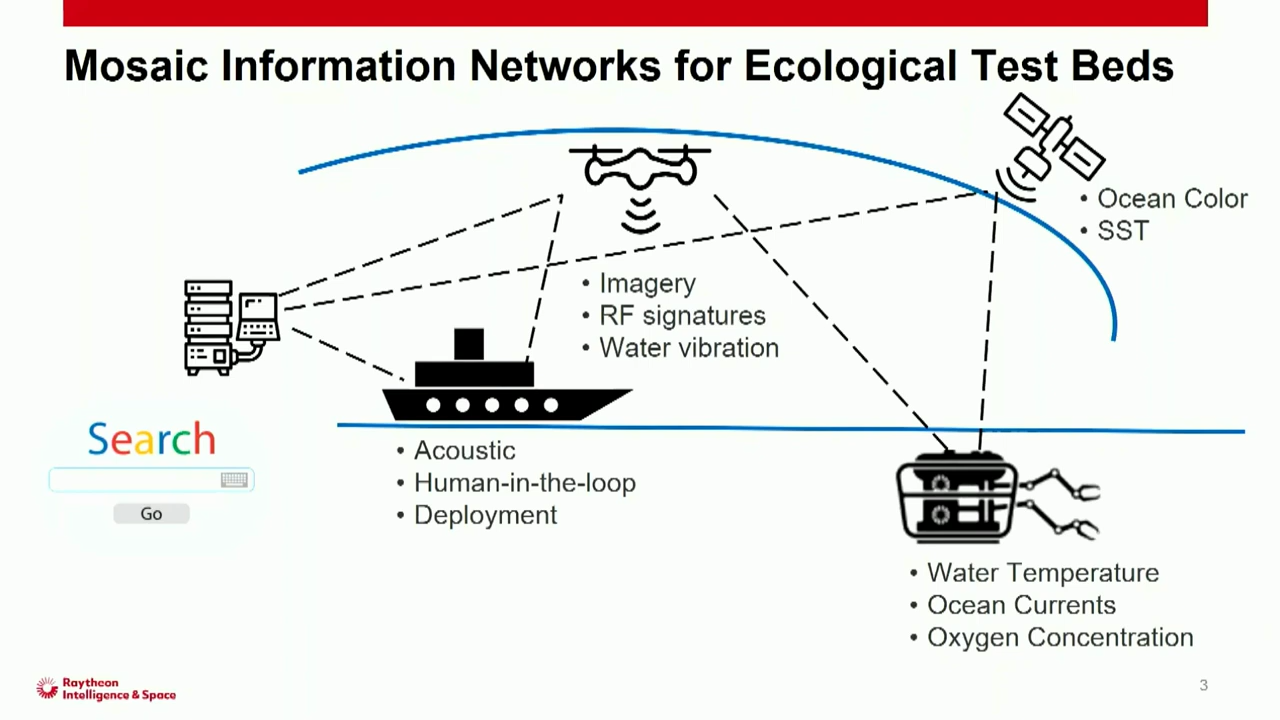 Mosaic Information Networks for Ecological Test Beds
• Ocean Color
• SST
• Imagery
• RF signatures
• Water vibration
Search
Go
• Acoustic
• Human-in-the-loop
• Deployment
• Water Temperature
• Ocean Currents
• Oxygen Concentration
Raytheon
Intelligence & Space
3